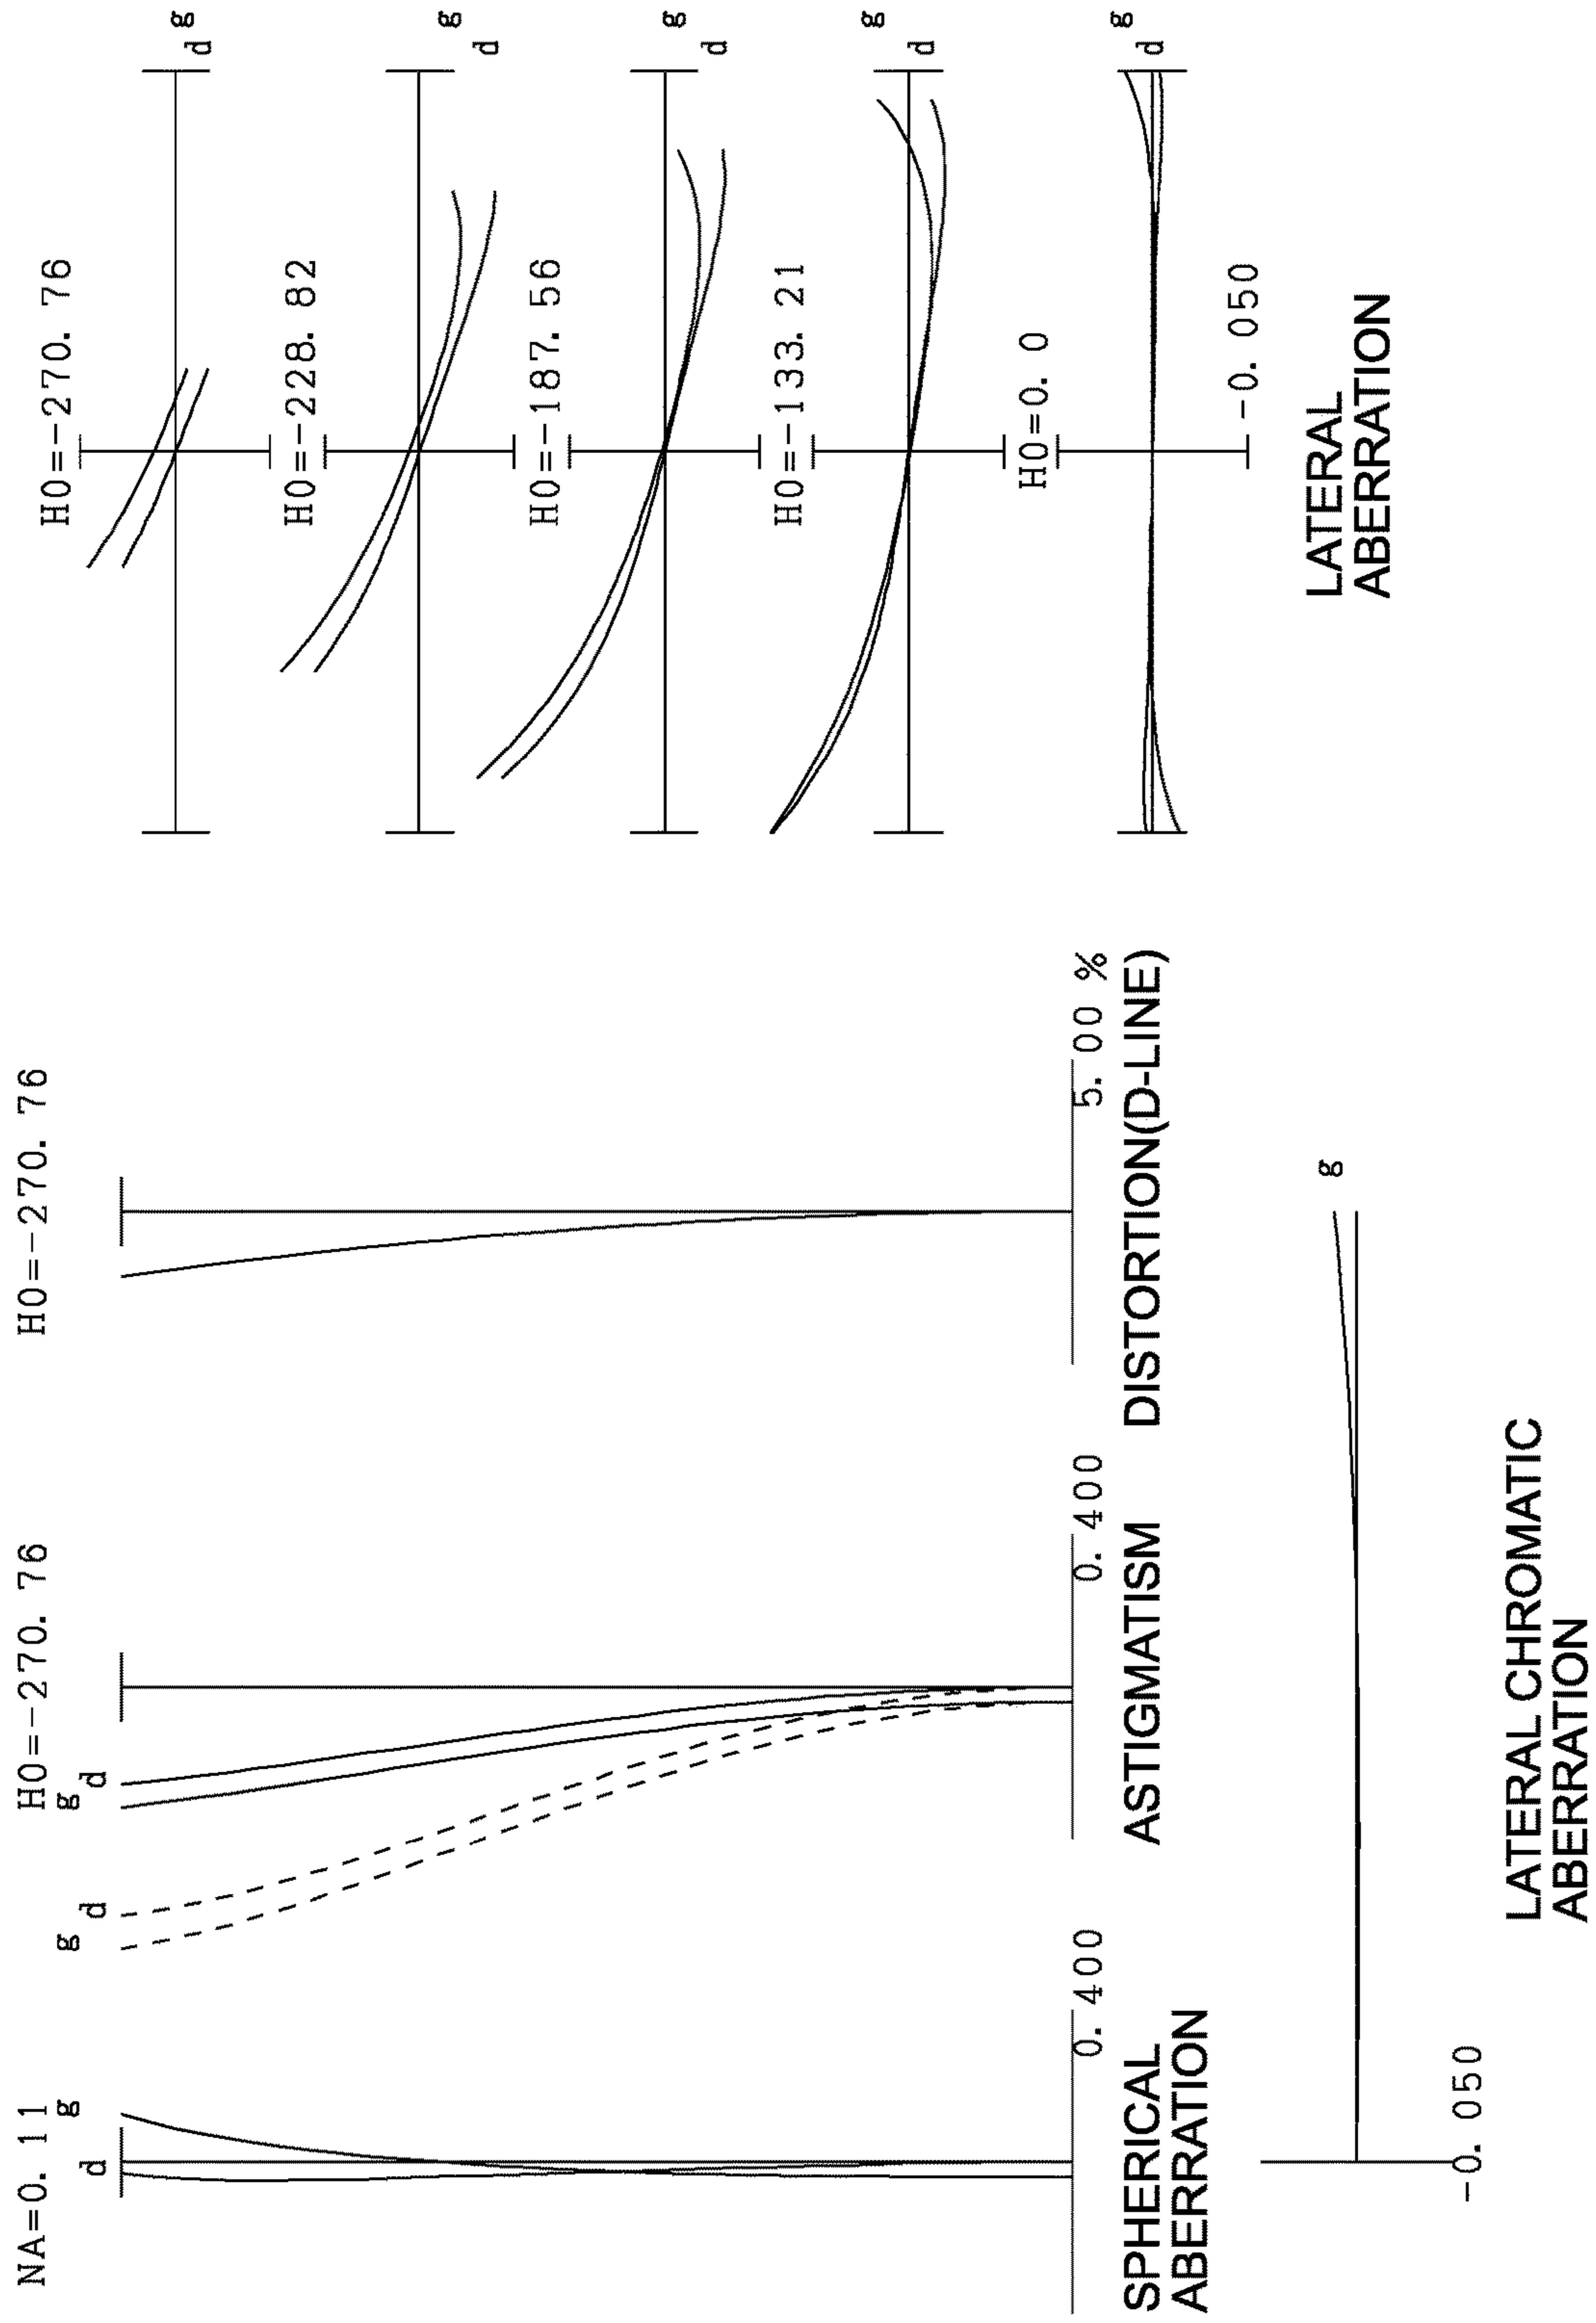 NA=0. 11
d
g
0. 400
SPHERICAL
ABERRATION
H0=-270. 76
g
d
g
d
0. 400
ASTIGMATISM
H0=-270. 76
5. 00 %
DISTORTION(D-LINE)
g
-0. 050
LATERAL CHROMATIC
ABERRATION
H0=-270. 76
g
d
H0=-228. 82
g
d
H0=-187. 56
g
d
H0=-133. 21
g
d
H0=0. 0
g
d
-0. 050
LATERAL
ABERRATION